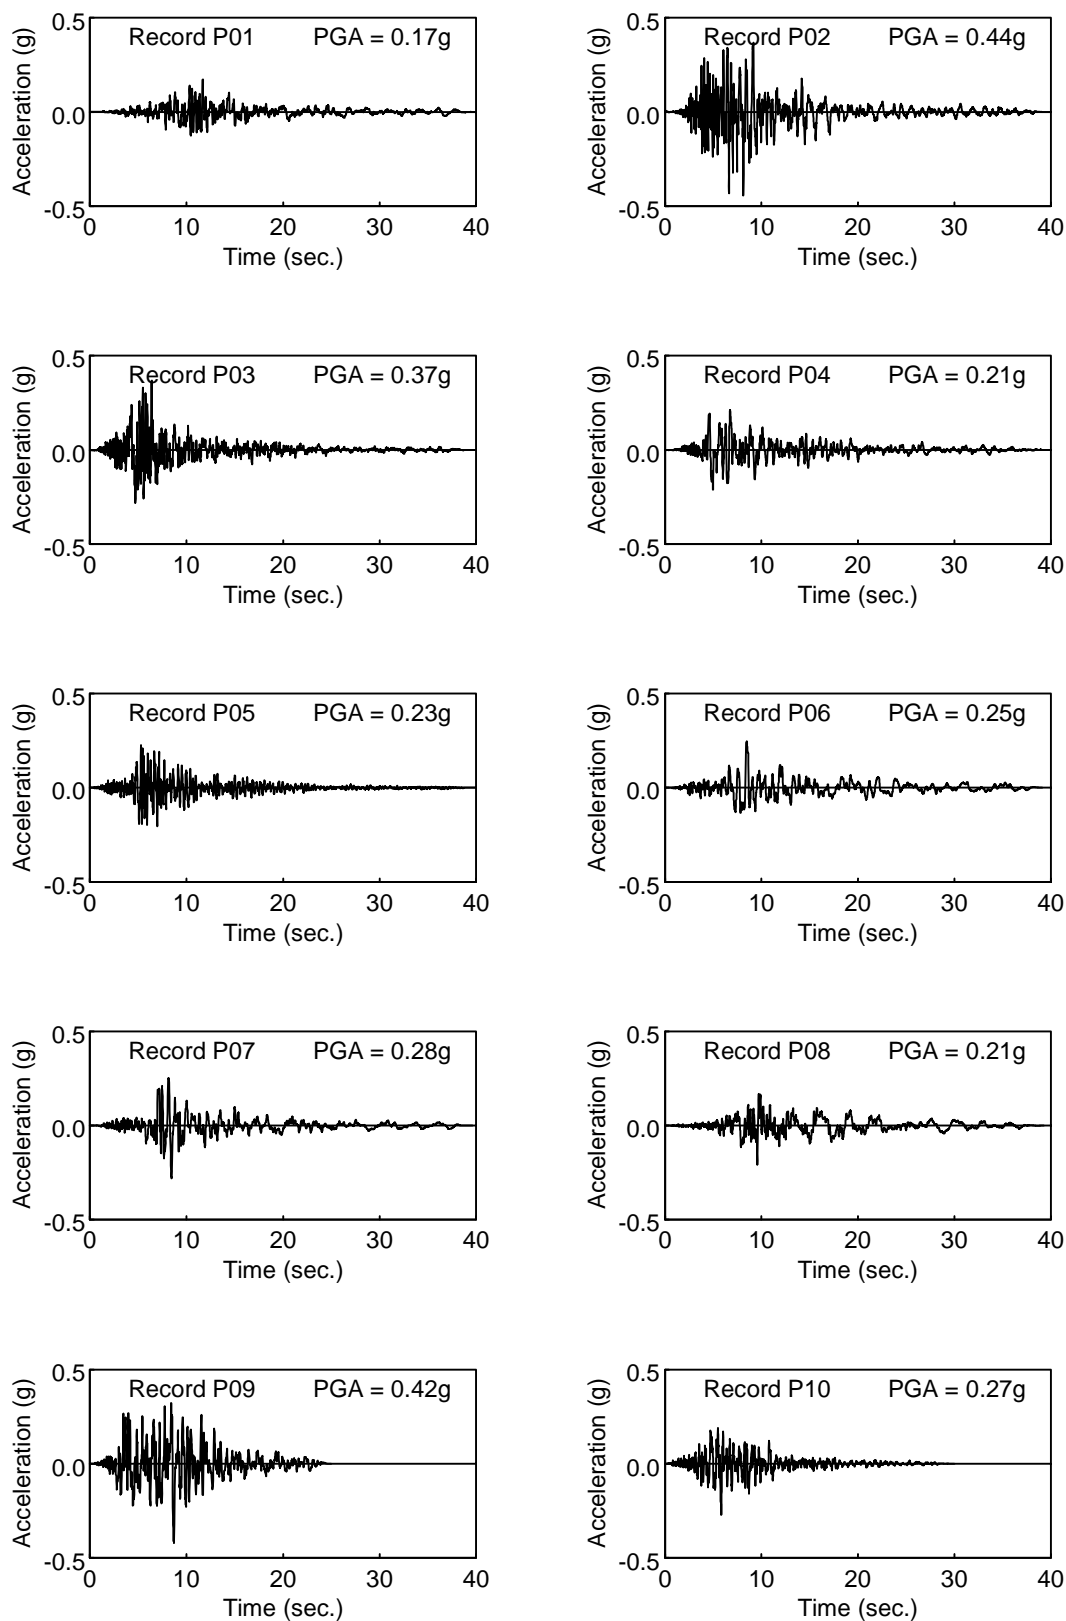 Record P01 PGA = 0.17g
0.5
0.0
-0.5
Acceleration (g)
0 10 20 30 40
Time (sec.)
Record P02 PGA = 0.44g
0.5
0.0
-0.5
Acceleration (g)
0 10 20 30 40
Time (sec.)
Record P03 PGA = 0.37g
0.5
0.0
-0.5
Acceleration (g)
0 10 20 30 40
Time (sec.)
Record P04 PGA = 0.21g
0.5
0.0
-0.5
Acceleration (g)
0 10 20 30 40
Time (sec.)
Record P05 PGA = 0.23g
0.5
0.0
-0.5
Acceleration (g)
0 10 20 30 40
Time (sec.)
Record P06 PGA = 0.25g
0.5
0.0
-0.5
Acceleration (g)
0 10 20 30 40
Time (sec.)
Record P07 PGA = 0.28g
0.5
0.0
-0.5
Acceleration (g)
0 10 20 30 40
Time (sec.)
Record P08 PGA = 0.21g
0.5
0.0
-0.5
Acceleration (g)
0 10 20 30 40
Time (sec.)
Record P09 PGA = 0.42g
0.5
0.0
-0.5
Acceleration (g)
0 10 20 30 40
Time (sec.)
Record P10 PGA = 0.27g
0.5
0.0
-0.5
Acceleration (g)
0 10 20 30 40
Time (sec.)